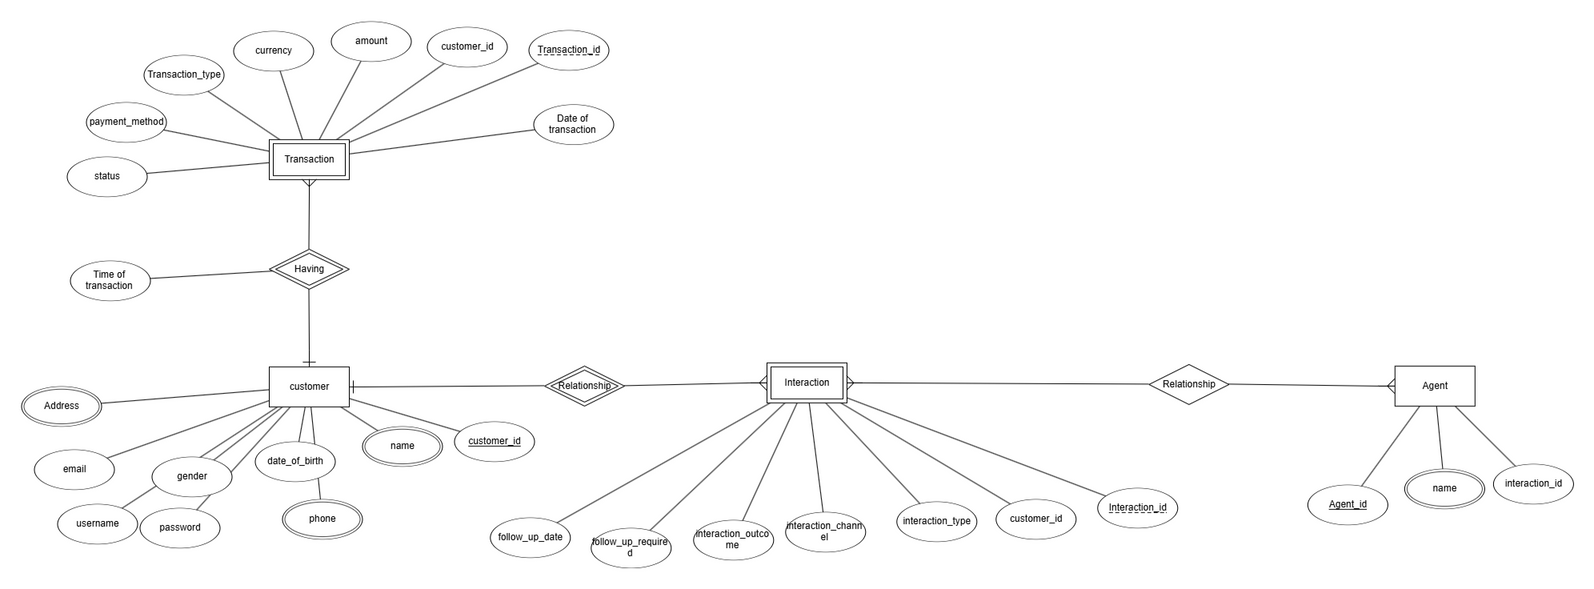 currency
amount
customer_id
Transaction_id
Transaction_type
payment_method
Date of
transaction
Transaction
status
Having
Time of
transaction
customer
Relationship
Interaction
Relationship
Agent
Address
email
gender
date_of_birth
name
customer_id
username
password
phone
follow_up_date
follow_up_require
d
interaction_outco
me
interaction_chann
el
interaction_type
customer_id
Interaction_id
Agent_id
name
interaction_id